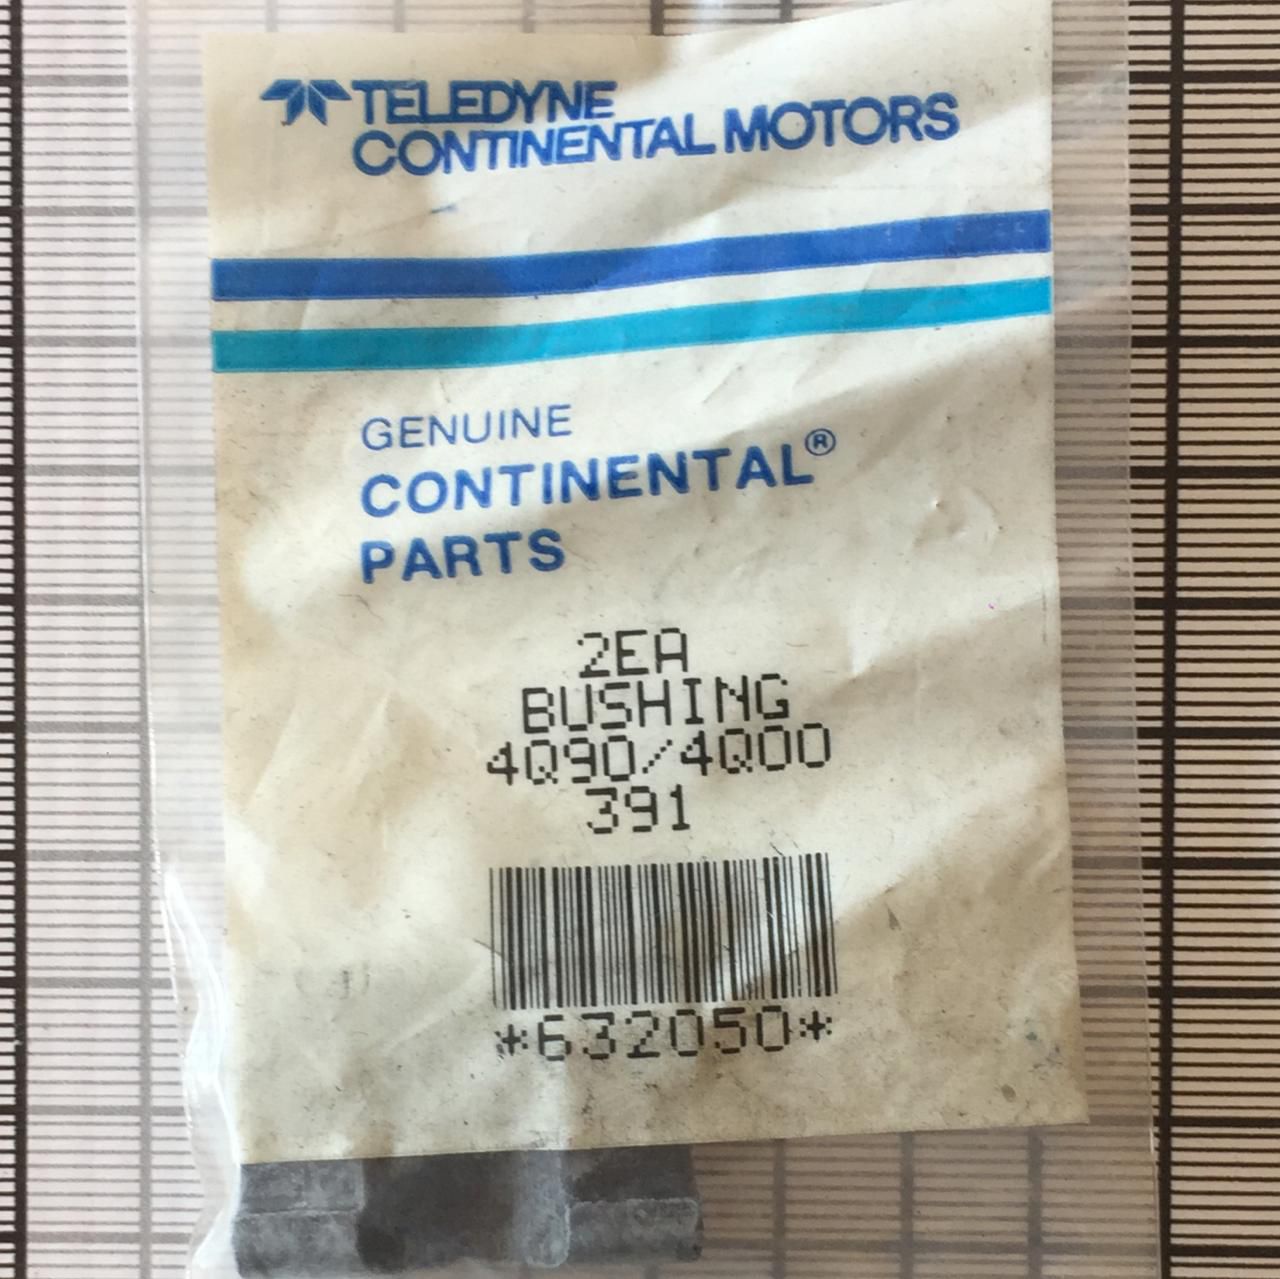 TELEDYNE
CONTINENTAL MOTORS
GENUINE
CONTINENTAL®
PARTS
2EA
BUSHING
4Q90/4Q00
391
*632050*